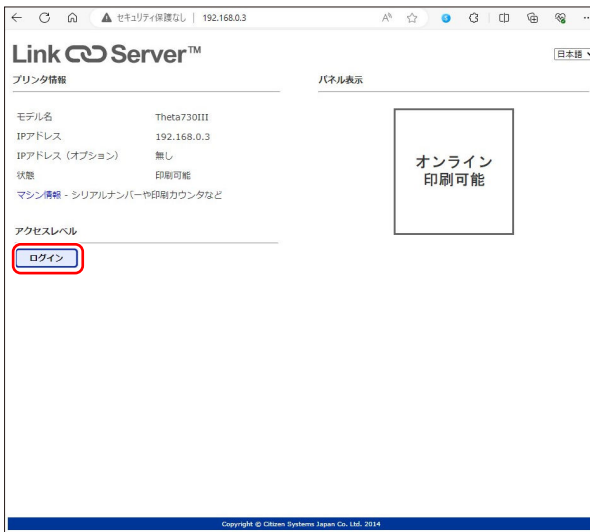 セキュリティ保護なし | 192.168.0.3
Link Server™
日本語
プリンタ情報
パネル表示
モデル名 Theta730III
IPアドレス 192.168.0.3
IPアドレス（オプション） 無し
状態 印刷可能
マシン情報 - シリアルナンバーや印刷カウンタなど
オンライン
印刷可能
アクセスレベル
ログイン
Copyright © Citizen Systems Japan Co. Ltd. 2014